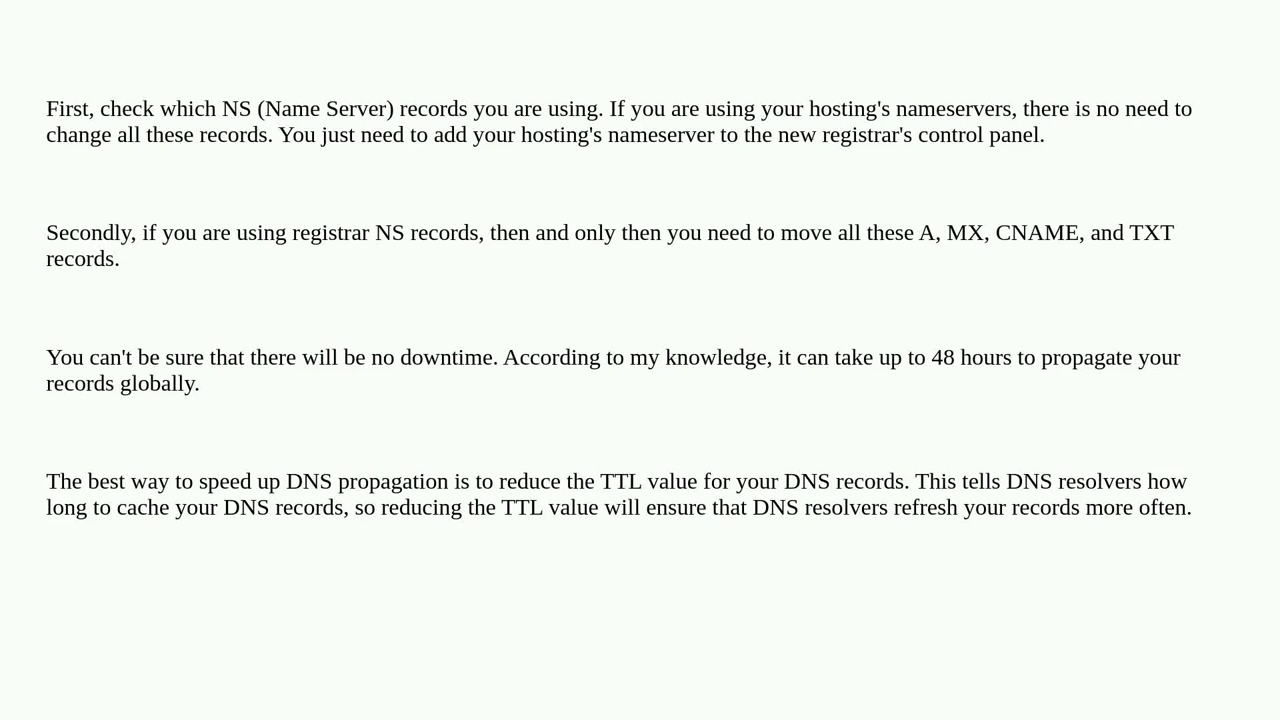 First, check which NS (Name Server) records you are using. If you are using your hosting's nameservers, there is no need to
change all these records. You just need to add your hosting's nameserver to the new registrar's control panel.
Secondly, if you are using registrar NS records, then and only then you need to move all these A, MX, CNAME, and TXT
records.
You can't be sure that there will be no downtime. According to my knowledge, it can take up to 48 hours to propagate your
records globally.
The best way to speed up DNS propagation is to reduce the TTL value for your DNS records. This tells DNS resolvers how
long to cache your DNS records, so reducing the TTL value will ensure that DNS resolvers refresh your records more often.